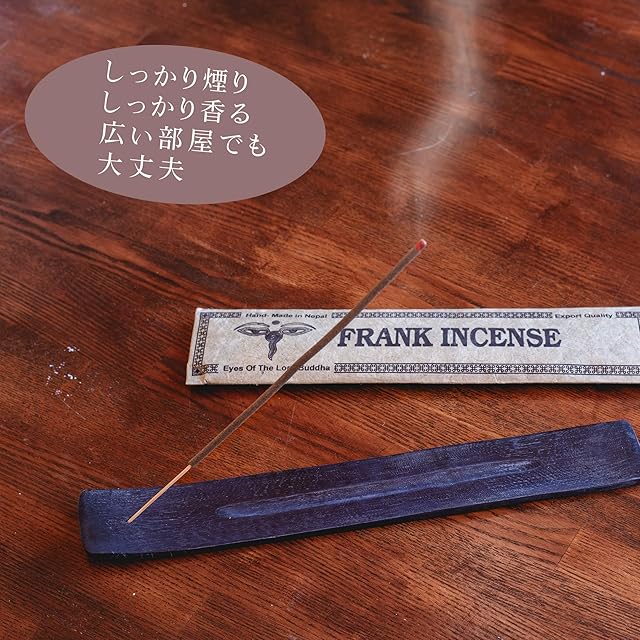 しっかり煙り
しっかり香る
広い部屋でも
大丈夫
Hand-Made in Nepal
Export Quality
FRANK INCENSE
Eyes Of The Lord Buddha